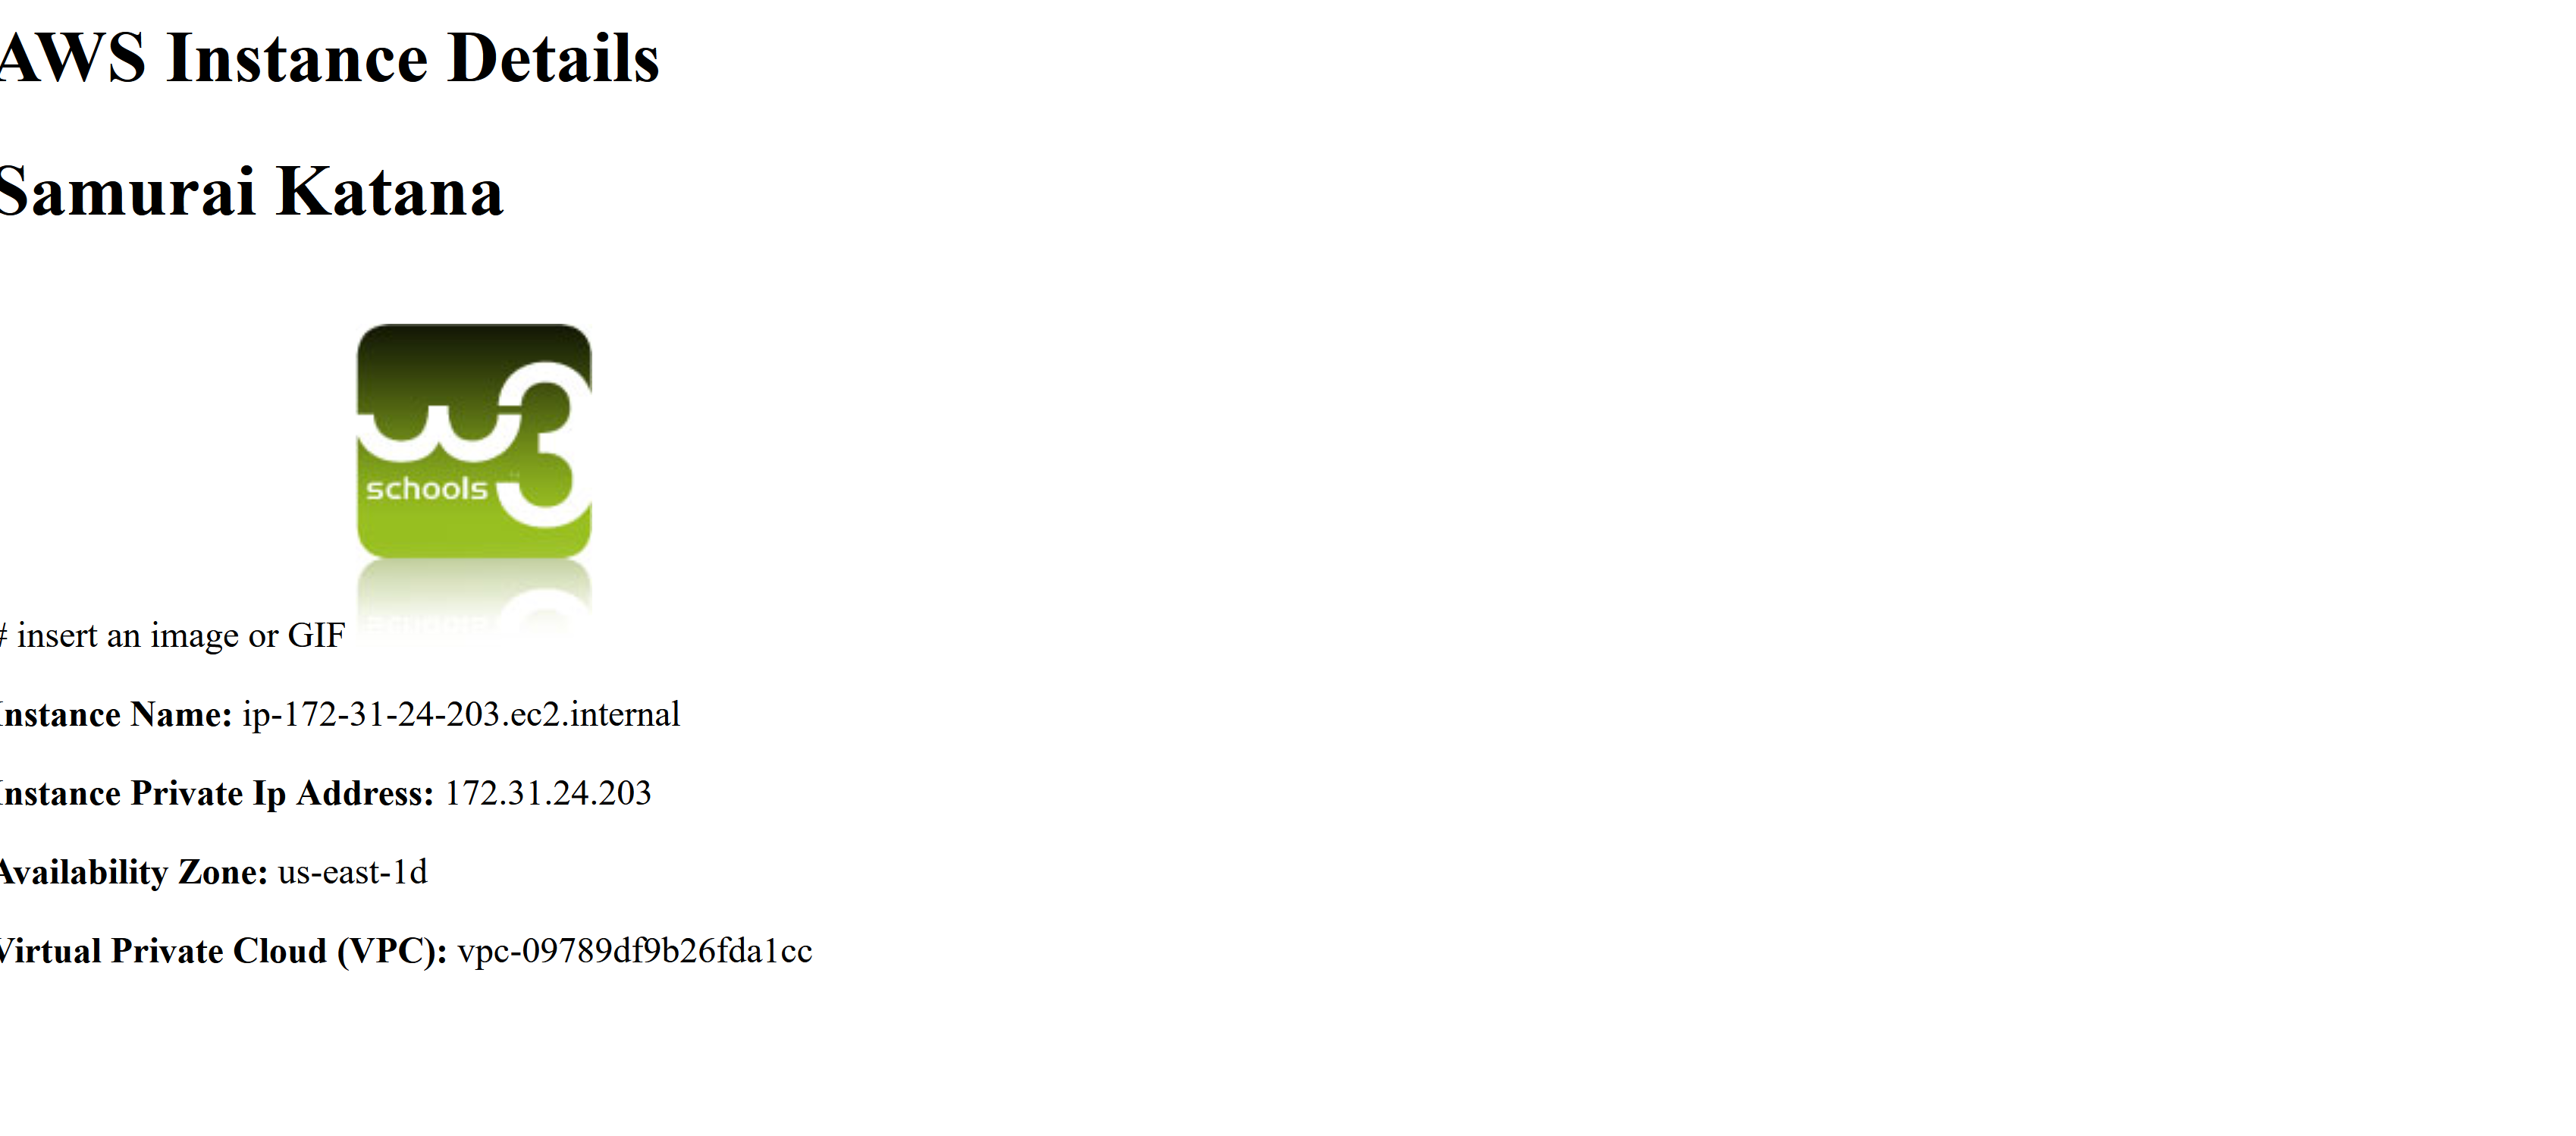 AWS Instance Details
Samurai Katana
w3
schools
# insert an image or GIF
Instance Name: ip-172-31-24-203.ec2.internal
Instance Private Ip Address: 172.31.24.203
Availability Zone: us-east-1d
Virtual Private Cloud (VPC): vpc-09789df9b26fda1cc